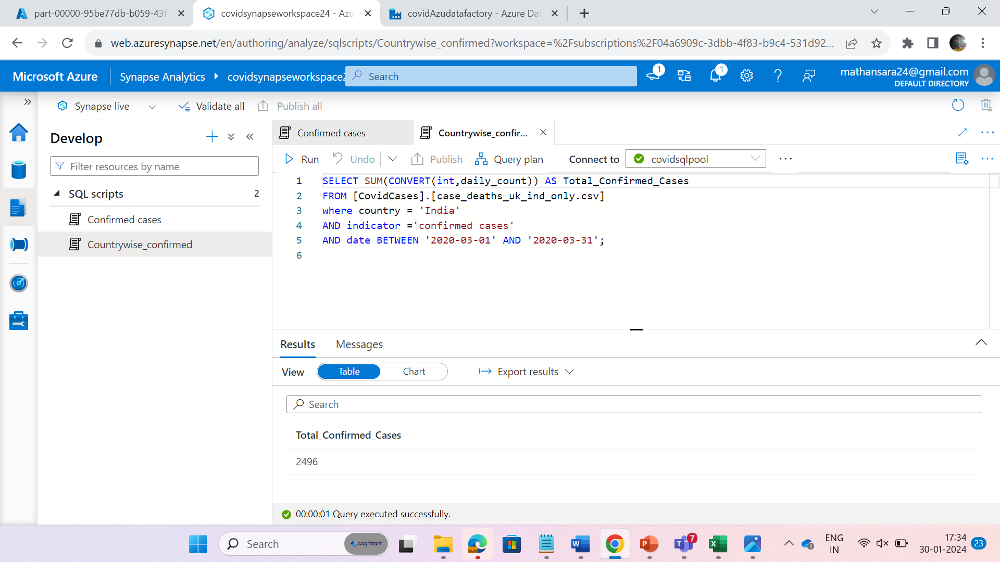 part-00000-95be77db-b059-43f
covidsynapseworkspace24 - Azu
covidAzudatafactory - Azure Dat
web.azuresynapse.net/en/authoring/analyze/sqlscripts/Countrywise_confirmed?workspace=%2Fsubscriptions%2F04a6909c-3dbb-4f83-b9c4-531d92...
Microsoft Azure
Synapse Analytics
covidsynapseworkspace2
Search
1
1
mathansara24@gmail.com
DEFAULT DIRECTORY
Synapse live
Validate all
Publish all
Develop
Filter resources by name
SQL scripts 2
Confirmed cases
Countrywise_confirmed
Confirmed cases
Countrywise_confir...
Run
Undo
Publish
Query plan
Connect to
covidsqlpool
1 SELECT SUM(CONVERT(int,daily_count)) AS Total_Confirmed_Cases
2 FROM [CovidCases].[case_deaths_uk_ind_only.csv]
3 where country = 'India'
4 AND indicator ='confirmed cases'
5 AND date BETWEEN '2020-03-01' AND '2020-03-31';
6
Results
Messages
View
Table
Chart
Export results
Search
Total_Confirmed_Cases
2496
00:00:01 Query executed successfully.
Search
cognizant
7
ENG
IN
17:34
30-01-2024
23